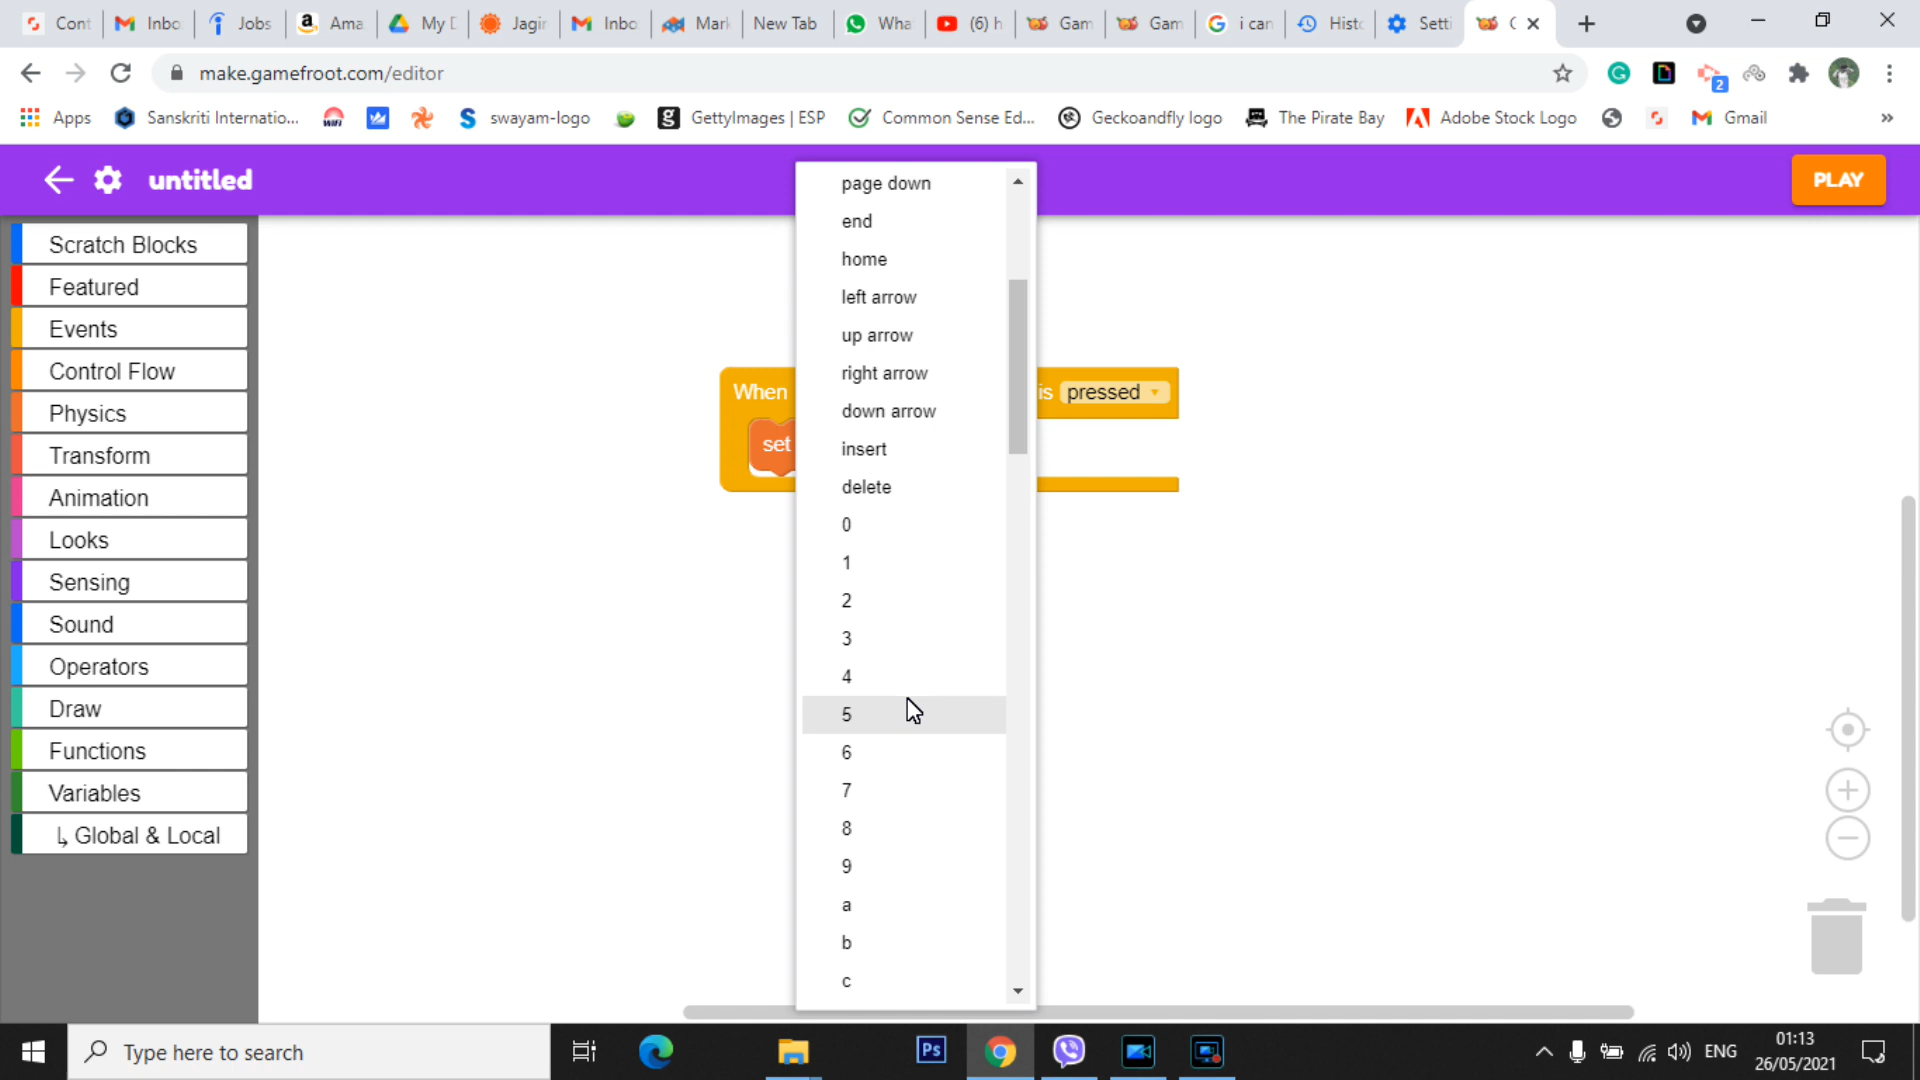 Cont Inbo Jobs Ama My D Jagir Inbo Mark New Tab Wha (6) h Gam Gam i can Histo Setti
make.gamefroot.com/editor
2
Apps Sanskriti Internatio... swayam-logo GettyImages | ESP Common Sense Ed... Geckoandfly logo The Pirate Bay Adobe Stock Logo Gmail »
untitled
PLAY
Scratch Blocks
Featured
Events
Control Flow
Physics
Transform
Animation
Looks
Sensing
Sound
Operators
Draw
Functions
Variables
↳ Global & Local
page down
end
home
left arrow
up arrow
right arrow
down arrow
insert
delete
0
1
2
3
4
5
6
7
8
9
a
b
c
When is pressed
set
Type here to search
Ps
ENG
01:13
26/05/2021